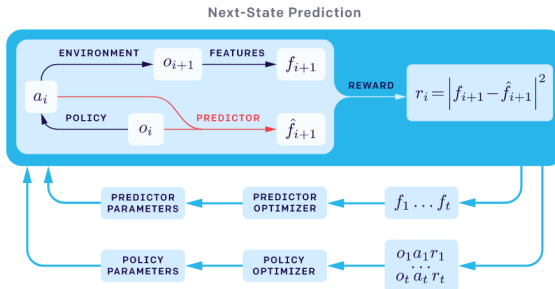 Next-State Prediction
ENVIRONMENT
o_{i+1}
FEATURES
f_{i+1}
a_i
REWARD
r_i = |f_{i+1} − f̂_{i+1}|^2
POLICY
o_i
PREDICTOR
f̂_{i+1}
PREDICTOR
PARAMETERS
PREDICTOR
OPTIMIZER
f_1 ... f_t
POLICY
PARAMETERS
POLICY
OPTIMIZER
o_1 a_1 r_1
...
o_t a_t r_t